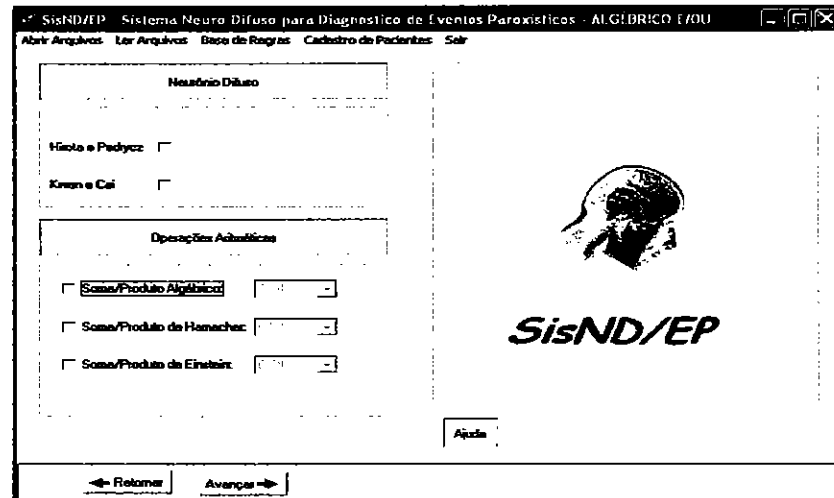 SisND/EP - Sistema Neuro Difuso para Diagnostico de Eventos Paroxísticos - ALGEBRICO E/OU
Abrir Arquivos Ler Arquivos Base de Regras Cadastro de Pacientes Sair
Neurônio Difuso
Hirota e Pedrycz
Kwan e Cai
Operações Aritméticas
Soma/Produto Algébrico:
Soma/Produto de Hamacher:
Soma/Produto de Einstein:
SisND/EP
Ajuda
Retornar Avançar